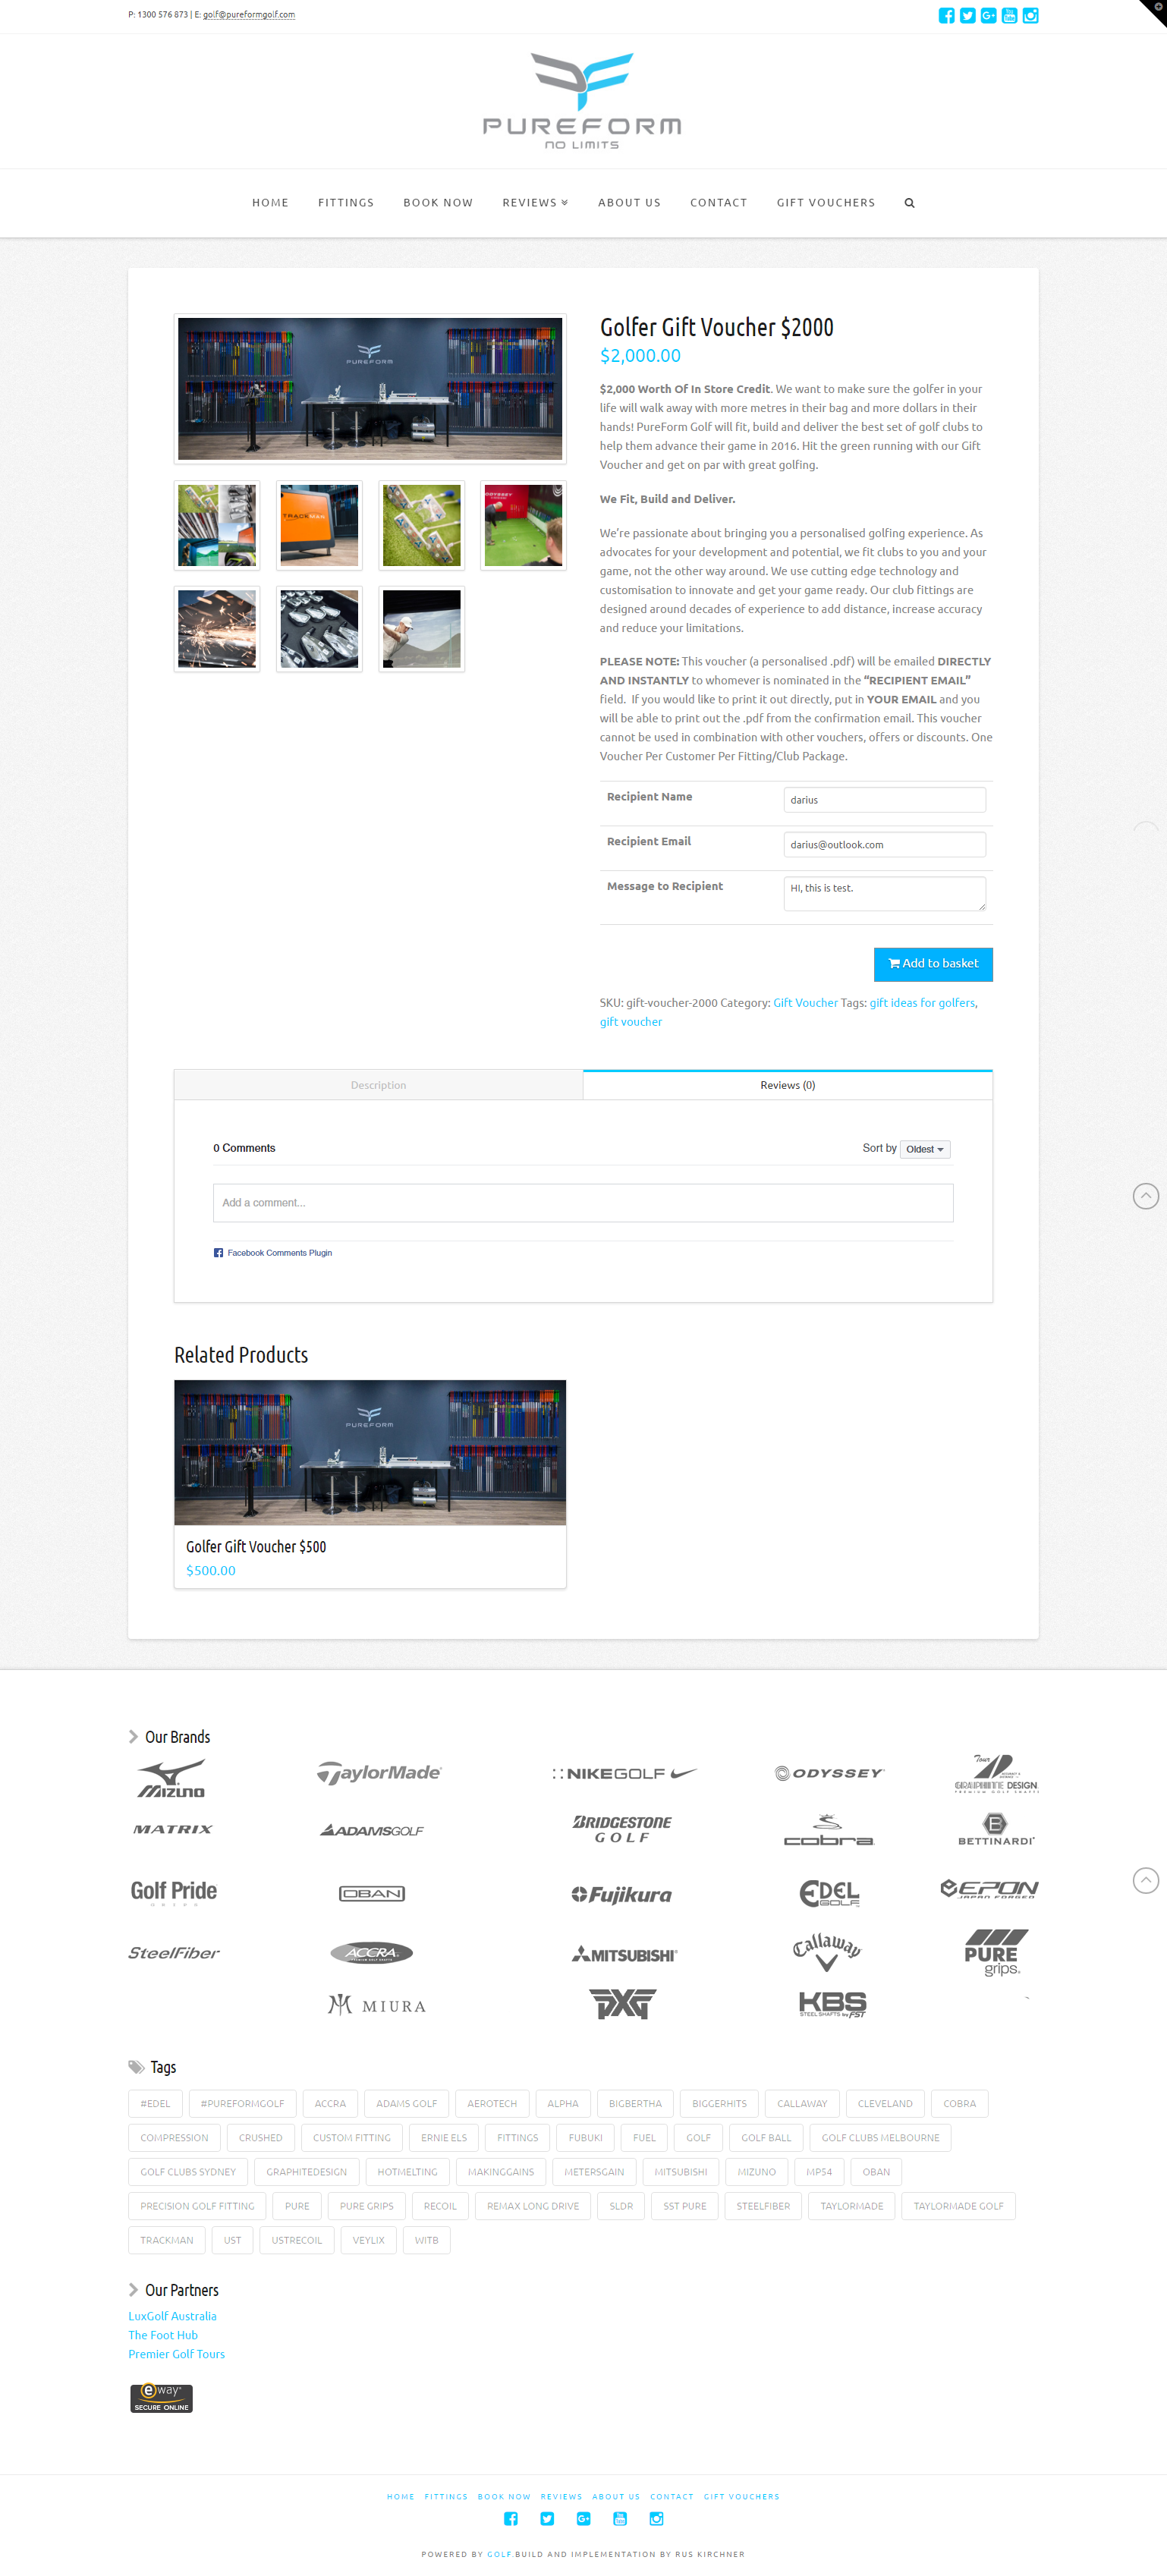 P: 1300 576 873 | E: golf@pureformgolf.com
PUREFORM
NO LIMITS
HOME FITTINGS BOOK NOW REVIEWS ABOUT US CONTACT GIFT VOUCHERS
PUREFORM
TRACKMAN
ODYSSEY
Golfer Gift Voucher $2000
$2,000.00
$2,000 Worth Of In Store Credit. We want to make sure the golfer in your
life will walk away with more metres in their bag and more dollars in their
hands! PureForm Golf will fit, build and deliver the best set of golf clubs to
help them advance their game in 2016. Hit the green running with our Gift
Voucher and get on par with great golfing.
We Fit, Build and Deliver.
We're passionate about bringing you a personalised golfing experience. As
advocates for your development and potential, we fit clubs to you and your
game, not the other way around. We use cutting edge technology and
customisation to innovate and get your game ready. Our club fittings are
designed around decades of experience to add distance, increase accuracy
and reduce your limitations.
PLEASE NOTE: This voucher (a personalised .pdf) will be emailed DIRECTLY
AND INSTANTLY to whomever is nominated in the “RECIPIENT EMAIL”
field.  If you would like to print it out directly, put in YOUR EMAIL and you
will be able to print out the .pdf from the confirmation email. This voucher
cannot be used in combination with other vouchers, offers or discounts. One
Voucher Per Customer Per Fitting/Club Package.
Recipient Name darius
Recipient Email darius@outlook.com
Message to Recipient HI, this is test.
Add to basket
SKU: gift-voucher-2000 Category: Gift Voucher Tags: gift ideas for golfers,
gift voucher
Description Reviews (0)
0 Comments Sort by Oldest
Add a comment...
Facebook Comments Plugin
Related Products
PUREFORM
Golfer Gift Voucher $500
$500.00
Our Brands
MIZUNO TaylorMade NIKEGOLF ODYSSEY Tour AD GRAPHITE DESIGN.
MATRIX ADAMSGOLF BRIDGESTONE GOLF cobra BETTINARDI
Golf Pride GRIPS OBAN Fujikura EDEL GOLF EPON JAPAN FORGED
SteelFiber ACCRA MITSUBISHI Callaway PURE grips.
MIURA PXG KBS STEEL SHAFTS by FST
Tags
#EDEL #PUREFORMGOLF ACCRA ADAMS GOLF AEROTECH ALPHA BIGBERTHA BIGGERHITS CALLAWAY CLEVELAND COBRA
COMPRESSION CRUSHED CUSTOM FITTING ERNIE ELS FITTINGS FUBUKI FUEL GOLF GOLF BALL GOLF CLUBS MELBOURNE
GOLF CLUBS SYDNEY GRAPHITEDESIGN HOTMELTING MAKINGGAINS METERSGAIN MITSUBISHI MIZUNO MP54 OBAN
PRECISION GOLF FITTING PURE PURE GRIPS RECOIL REMAX LONG DRIVE SLDR SST PURE STEELFIBER TAYLORMADE TAYLORMADE GOLF
TRACKMAN UST USTRECOIL VEYLIX WITB
Our Partners
LuxGolf Australia
The Foot Hub
Premier Golf Tours
eway
SECURE ONLINE
HOME FITTINGS BOOK NOW REVIEWS ABOUT US CONTACT GIFT VOUCHERS
POWERED BY GOLF BUILD AND IMPLEMENTATION BY RUS KIRCHNER